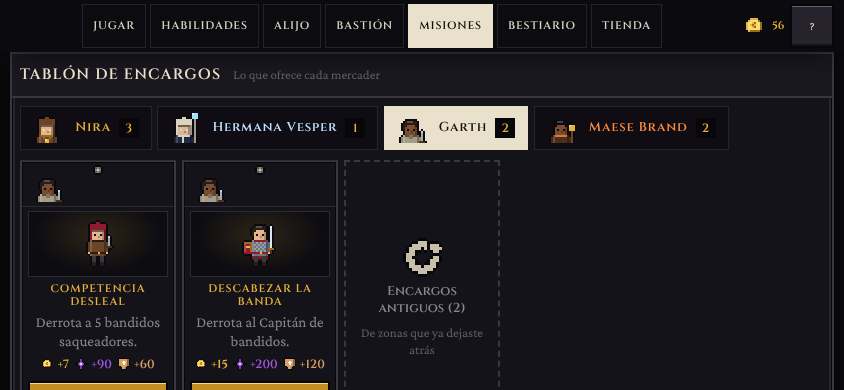 JUGAR HABILIDADES ALIJO BASTIÓN MISIONES BESTIARIO TIENDA 56 ?
TABLÓN DE ENCARGOS Lo que ofrece cada mercader
NIRA 3 HERMANA VESPER 1 GARTH 2 MAESE BRAND 2
COMPETENCIA DESLEAL
Derrota a 5 bandidos
saqueadores.
+7 +90 +60
DESCABEZAR LA
BANDA
Derrota al Capitán de
bandidos.
+15 +200 +120
ENCARGOS
ANTIGUOS (2)
De zonas que ya dejaste
atrás